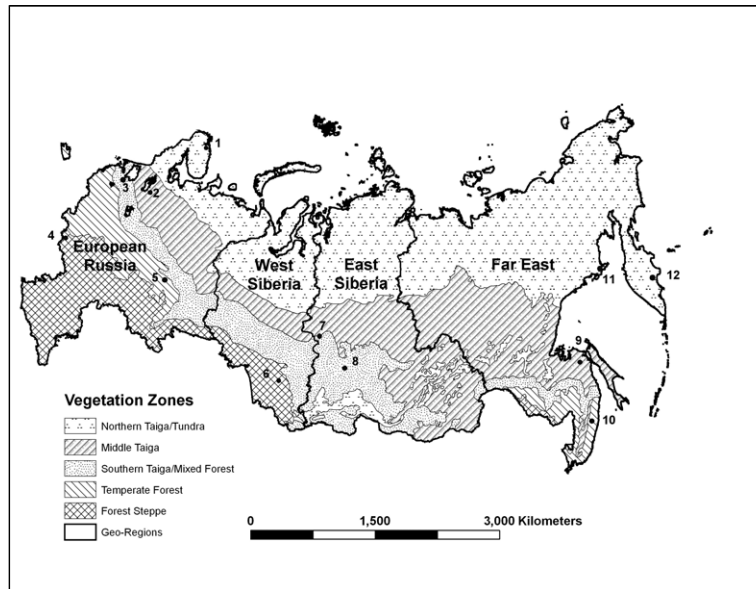 1
2
3
4
European
Russia
5
West
Siberia
East
Siberia
Far East
11
12
7
8
6
9
10
Vegetation Zones
Northern Taiga/Tundra
Middle Taiga
Southern Taiga/Mixed Forest
Temperate Forest
Forest Steppe
Geo-Regions
0 1,500 3,000 Kilometers